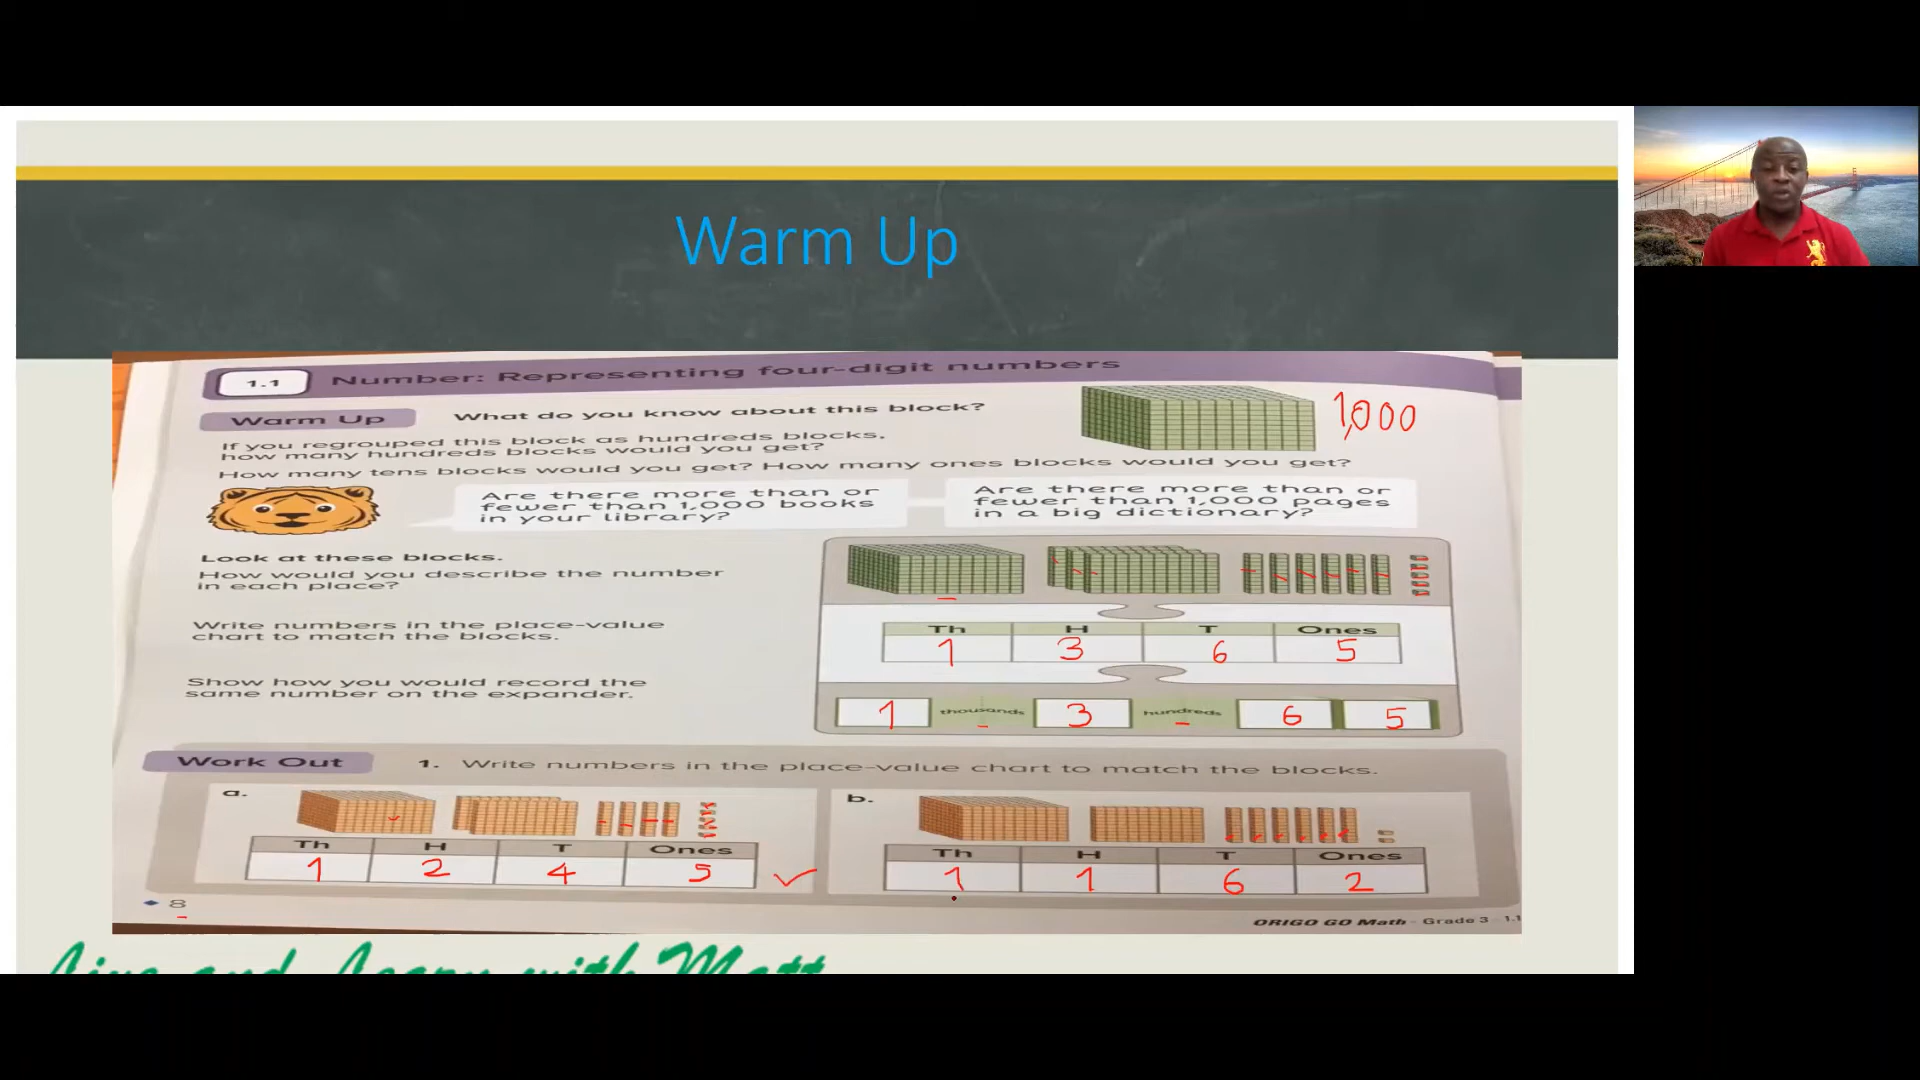 Warm Up
1.1 Number: Representing four-digit numbers
Warm Up What do you know about this block?
1,000
If you regrouped this block as hundreds blocks,
how many hundreds blocks would you get?
How many tens blocks would you get? How many ones blocks would you get?
Are there more than or
fewer than 1,000 books
in your library?
Are there more than or
fewer than 1,000 pages
in a big dictionary?
Look at these blocks.
How would you describe the number
in each place?
Write numbers in the place-value
chart to match the blocks.
Th H T Ones
1 3 6 5
Show how you would record the
same number on the expander.
1 thousands 3 hundreds 6 5
Work Out 1. Write numbers in the place-value chart to match the blocks.
a.
Th H T Ones
1 2 4 5
b.
Th H T Ones
1 1 6 2
8
ORIGO GO Math - Grade 3 - 1.1
Live and Learn with Matt